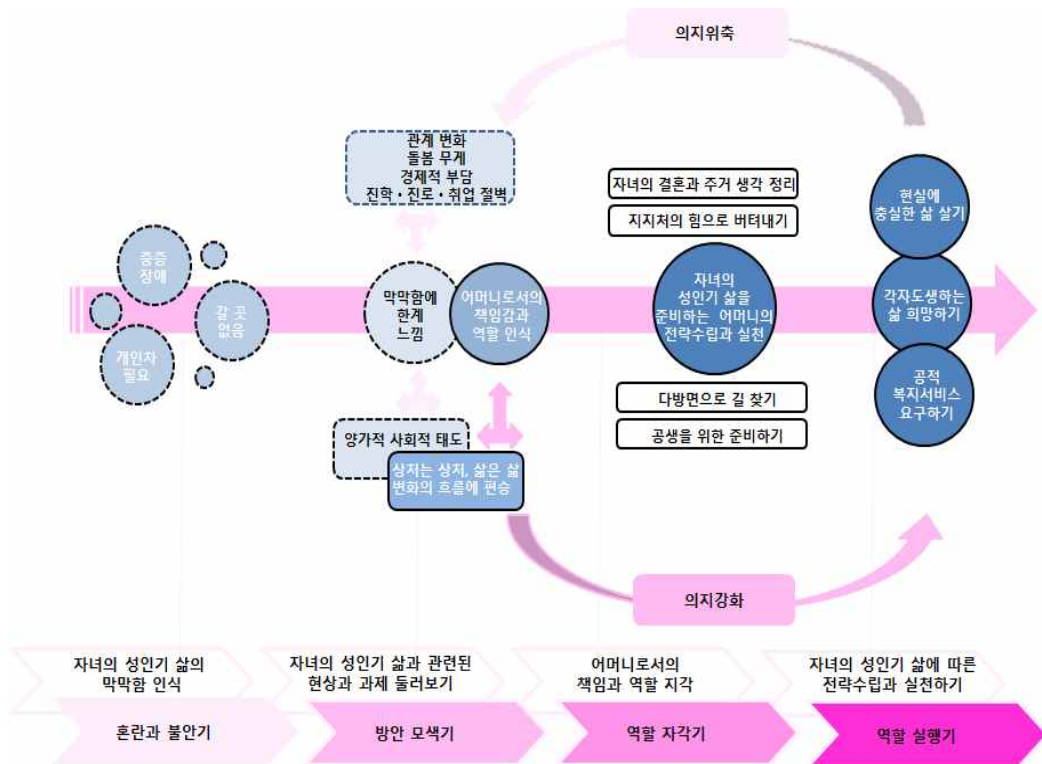 의지위축
관계 변화
돌봄 무게
경제적 부담
진학・진로・취업 절벽
자녀의 결혼과 주거 생각 정리
지지처의 힘으로 버텨내기
현실에
충실한 삶 살기
중증
장애
갈 곳
없음
개인차
필요
막막함에
한계
느낌
어머니로서의
책임감과
역할 인식
자녀의
성인기 삶을
준비하는 어머니의
전략수립과 실천
각자도생하는
삶 희망하기
공적
복지서비스
요구하기
다방면으로 길 찾기
공생을 위한 준비하기
양가적 사회적 태도
상처는 상처, 삶은 삶
변화의 흐름에 편승
의지강화
자녀의 성인기 삶의
막막함 인식
자녀의 성인기 삶과 관련된
현상과 과제 둘러보기
어머니로서의
책임과 역할 지각
자녀의 성인기 삶에 따른
전략수립과 실천하기
혼란과 불안기
방안 모색기
역할 자각기
역할 실행기